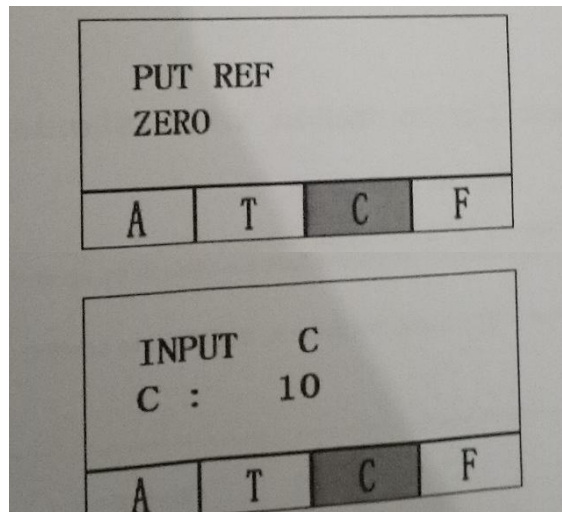 PUT REF
ZERO
A T C F
INPUT C
C : 10
A T C F